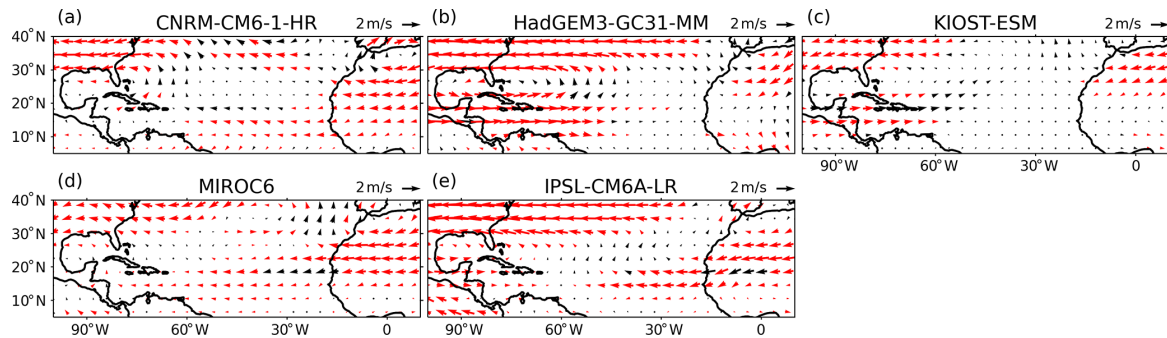 (a) CNRM-CM6-1-HR 2 m/s
(b) HadGEM3-GC31-MM 2 m/s
(c) KIOST-ESM 2 m/s
40°N
30°N
20°N
10°N
90°W 60°W 30°W 0
(d) MIROC6 2 m/s
(e) IPSL-CM6A-LR 2 m/s
40°N
30°N
20°N
10°N
90°W 60°W 30°W 0
90°W 60°W 30°W 0